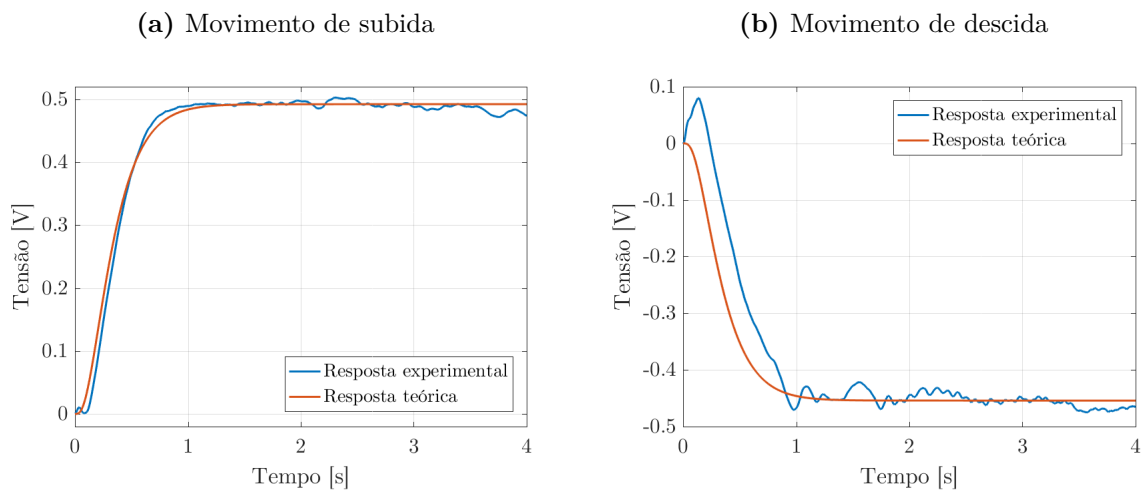 (a) Movimento de subida
0.5
0.4
0.3
0.2
0.1
0
Tensão [V]
Resposta experimental
Resposta teórica
0
1
2
3
4
Tempo [s]
(b) Movimento de descida
0.1
0
-0.1
-0.2
-0.3
-0.4
-0.5
Tensão [V]
Resposta experimental
Resposta teórica
0
1
2
3
4
Tempo [s]